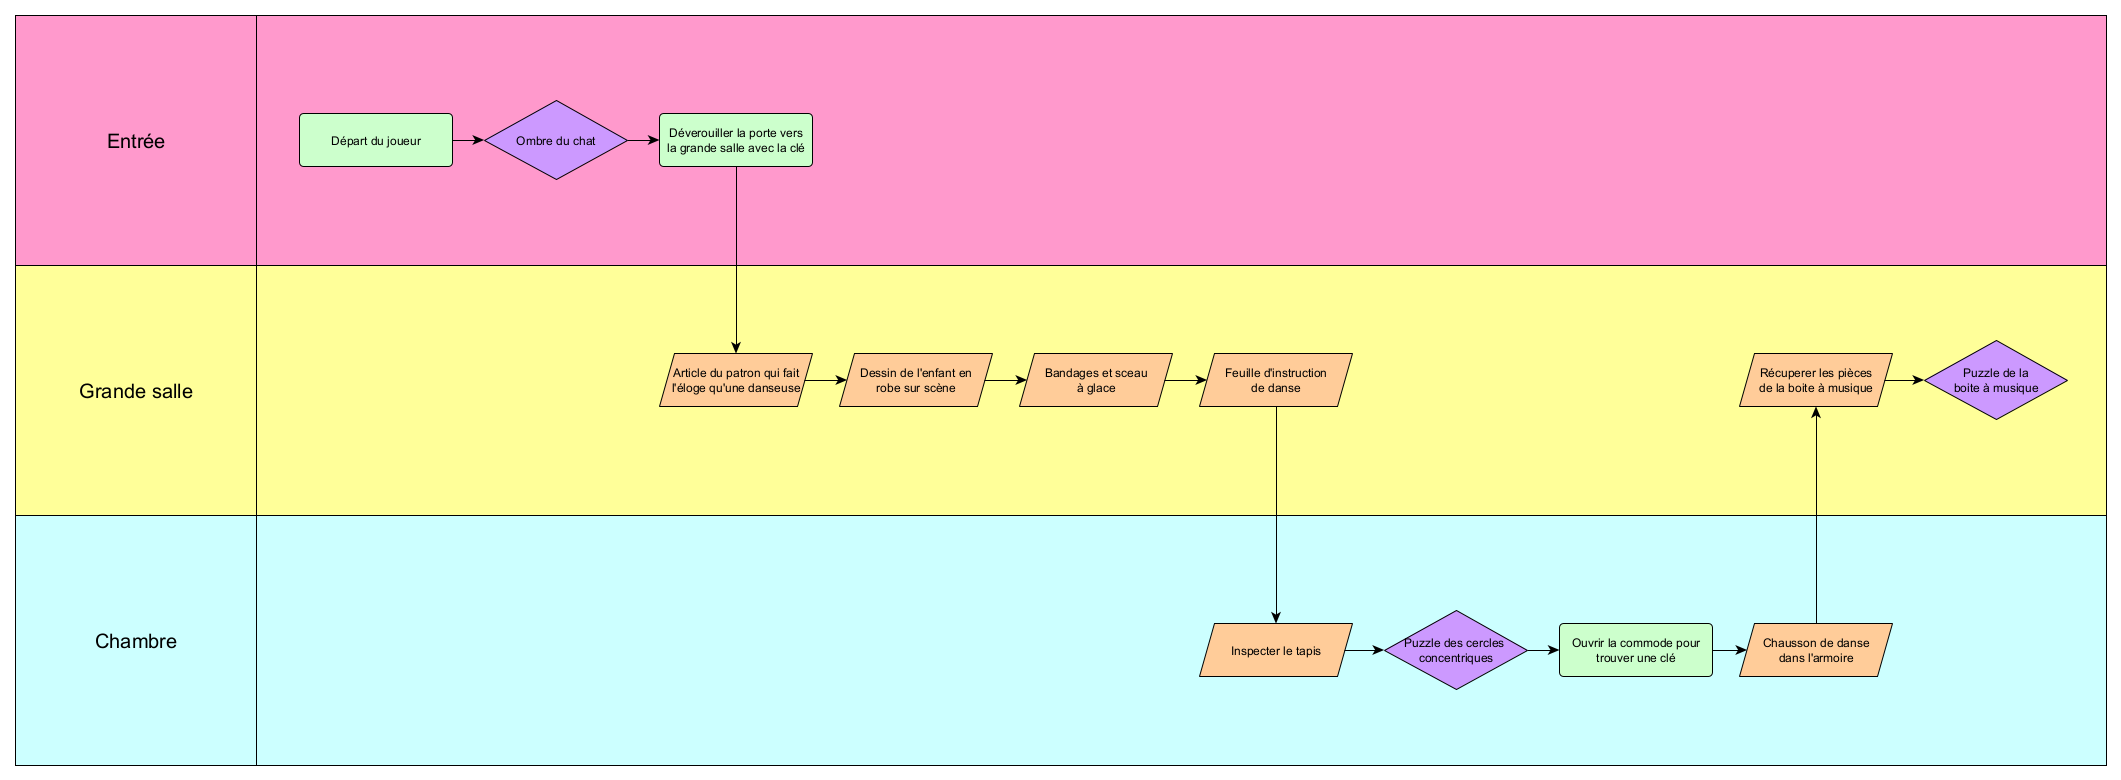 Entrée
Départ du joueur
Ombre du chat
Déverouiller la porte vers
la grande salle avec la clé
Grande salle
Article du patron qui fait
l'éloge qu'une danseuse
Dessin de l'enfant en
robe sur scène
Bandages et sceau
à glace
Feuille d'instruction
de danse
Récuperer les pièces
de la boite à musique
Puzzle de la
boite à musique
Chambre
Inspecter le tapis
Puzzle des cercles
concentriques
Ouvrir la commode pour
trouver une clé
Chausson de danse
dans l'armoire